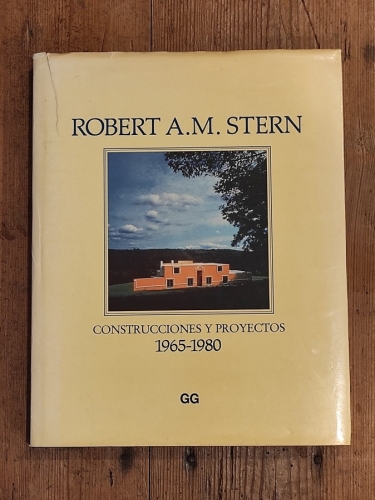 ROBERT A.M. STERN
CONSTRUCCIONES Y PROYECTOS
1965-1980
GG